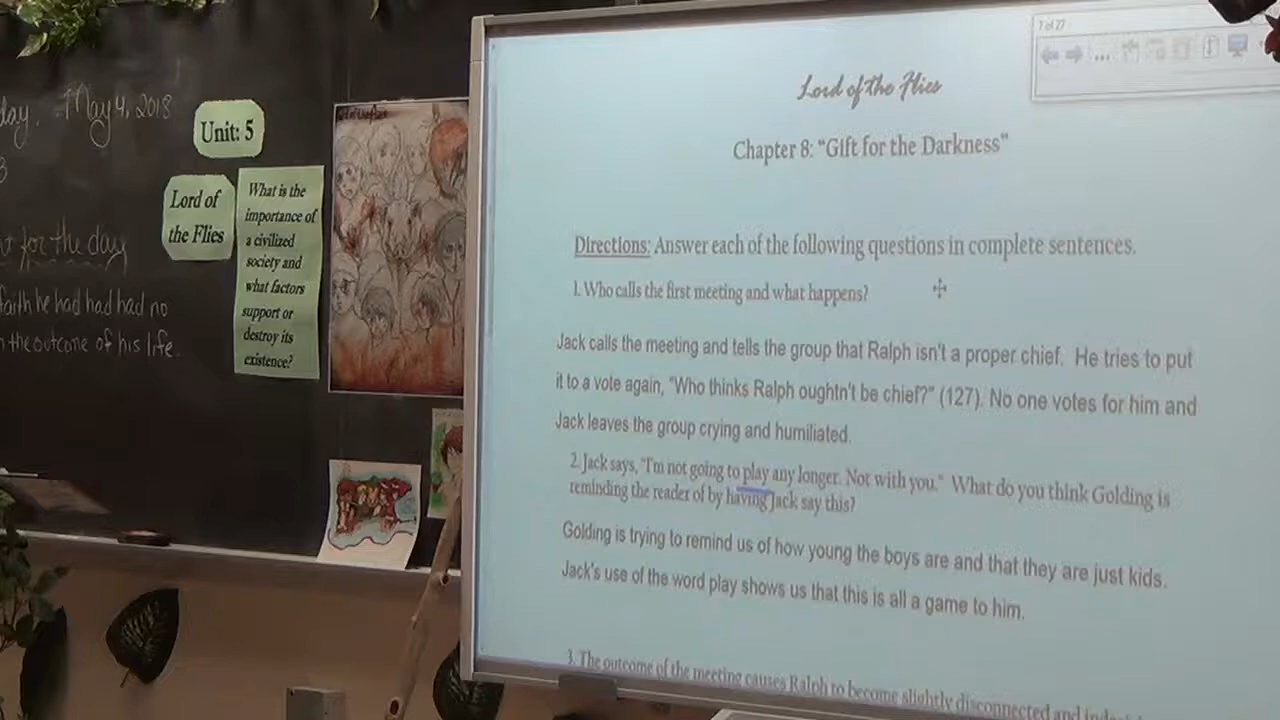 day, May 4, 2018
3
for the day
faith he had had had no
the outcome of his life.
Unit: 5
Lord of
the Flies
What is the
importance of
a civilized
society and
what factors
support or
destroy its
existence?
7 of 27
Lord of the Flies
Chapter 8: “Gift for the Darkness”
Directions: Answer each of the following questions in complete sentences.
1. Who calls the first meeting and what happens?
Jack calls the meeting and tells the group that Ralph isn't a proper chief. He tries to put
it to a vote again, “Who thinks Ralph oughtn't be chief?” (127). No one votes for him and
Jack leaves the group crying and humiliated.
2. Jack says, “I'm not going to play any longer. Not with you.” What do you think Golding is
reminding the reader of by having Jack say this?
Golding is trying to remind us of how young the boys are and that they are just kids.
Jack's use of the word play shows us that this is all a game to him.
3. The outcome of the meeting causes Ralph to become slightly disconnected and